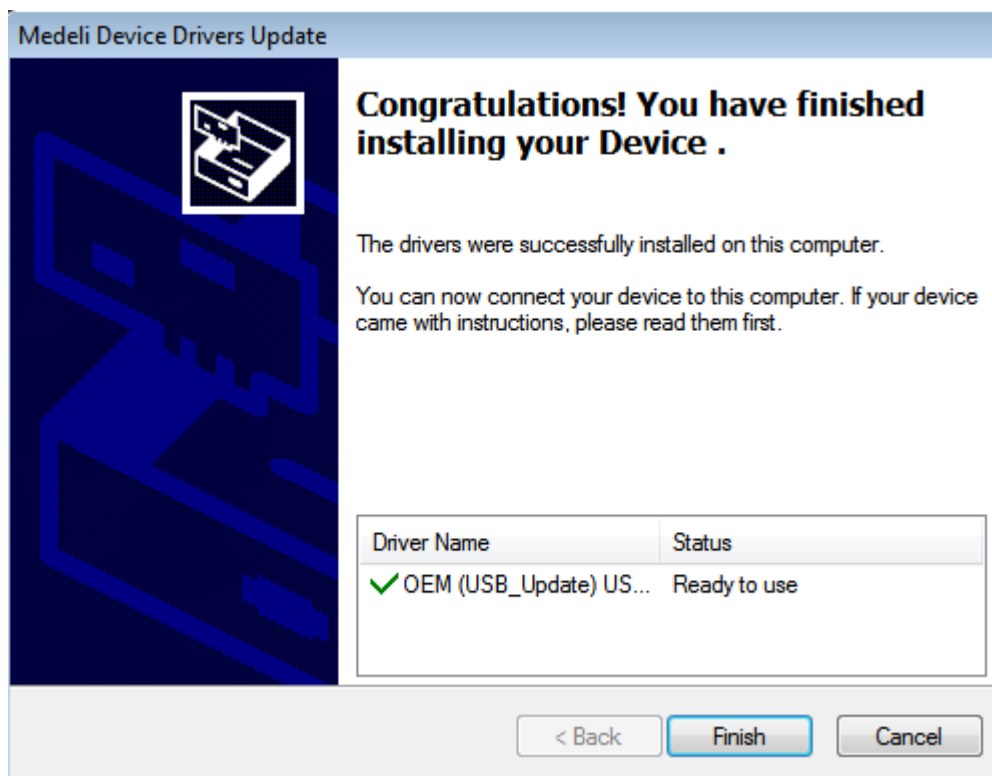 Medeli Device Drivers Update
Congratulations! You have finished
installing your Device .
The drivers were successfully installed on this computer.
You can now connect your device to this computer. If your device
came with instructions, please read them first.
Driver Name Status
OEM (USB_Update) US... Ready to use
< Back Finish Cancel